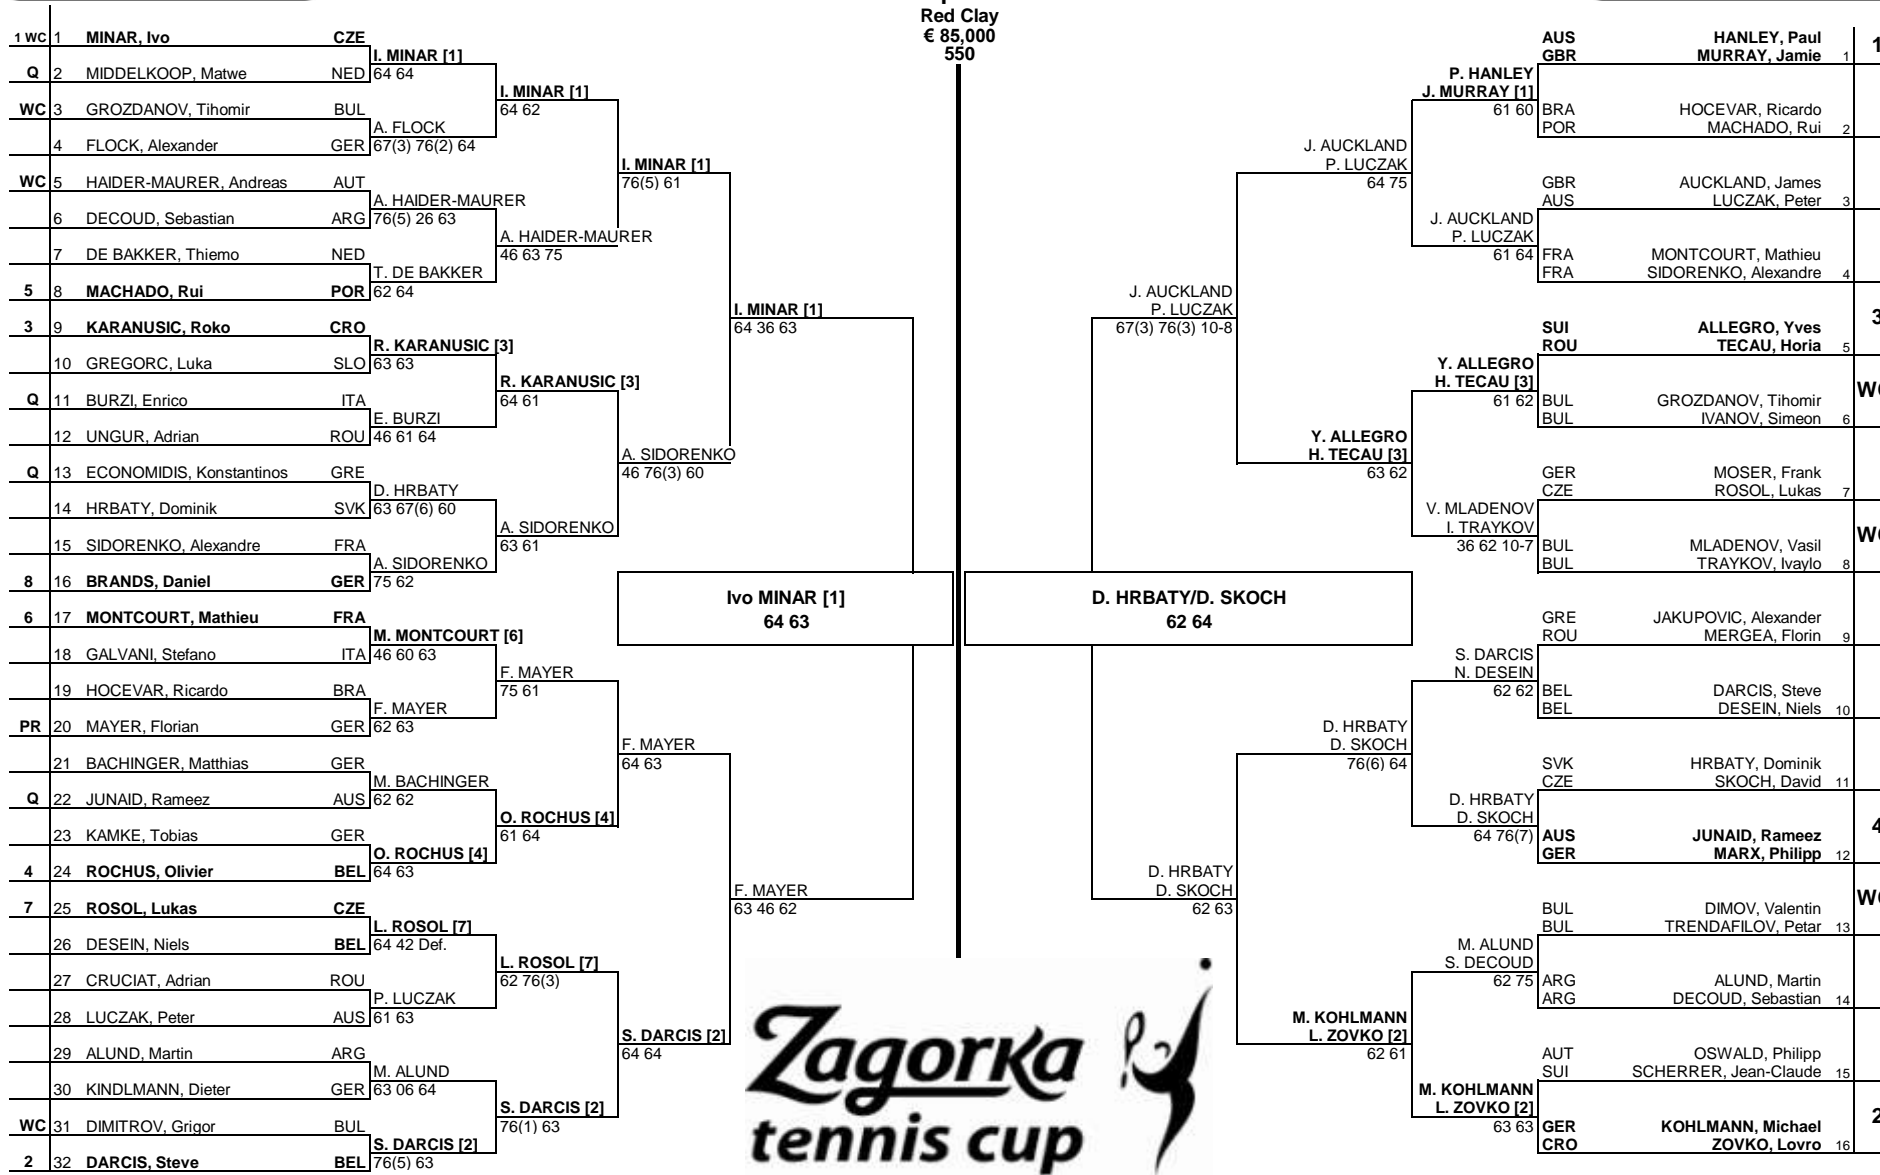 Red Clay
€ 85,000
550
1 WC 1 MINAR, Ivo CZE
I. MINAR [1]
Q 2 MIDDELKOOP, Matwe NED 64 64
I. MINAR [1]
WC 3 GROZDANOV, Tihomir BUL 64 62
A. FLOCK
4 FLOCK, Alexander GER 67(3) 76(2) 64
I. MINAR [1]
WC 5 HAIDER-MAURER, Andreas AUT 76(5) 61
A. HAIDER-MAURER
6 DECOUD, Sebastian ARG 76(5) 26 63
A. HAIDER-MAURER
7 DE BAKKER, Thiemo NED 46 63 75
T. DE BAKKER
5 8 MACHADO, Rui POR 62 64
I. MINAR [1]
3 9 KARANUSIC, Roko CRO 64 36 63
R. KARANUSIC [3]
10 GREGORC, Luka SLO 63 63
R. KARANUSIC [3]
Q 11 BURZI, Enrico ITA 64 61
E. BURZI
12 UNGUR, Adrian ROU 46 61 64
A. SIDORENKO
Q 13 ECONOMIDIS, Konstantinos GRE 46 76(3) 60
D. HRBATY
14 HRBATY, Dominik SVK 63 67(6) 60
A. SIDORENKO
15 SIDORENKO, Alexandre FRA 63 61
A. SIDORENKO
8 16 BRANDS, Daniel GER 75 62
Ivo MINAR [1]
64 63
6 17 MONTCOURT, Mathieu FRA
M. MONTCOURT [6]
18 GALVANI, Stefano ITA 46 60 63
F. MAYER
19 HOCEVAR, Ricardo BRA 75 61
F. MAYER
PR 20 MAYER, Florian GER 62 63
F. MAYER
21 BACHINGER, Matthias GER 64 63
M. BACHINGER
Q 22 JUNAID, Rameez AUS 62 62
O. ROCHUS [4]
23 KAMKE, Tobias GER 61 64
O. ROCHUS [4]
4 24 ROCHUS, Olivier BEL 64 63
F. MAYER
7 25 ROSOL, Lukas CZE 63 46 62
L. ROSOL [7]
26 DESEIN, Niels BEL 64 42 Def.
L. ROSOL [7]
27 CRUCIAT, Adrian ROU 62 76(3)
P. LUCZAK
28 LUCZAK, Peter AUS 61 63
S. DARCIS [2]
29 ALUND, Martin ARG 64 64
M. ALUND
30 KINDLMANN, Dieter GER 63 06 64
S. DARCIS [2]
WC 31 DIMITROV, Grigor BUL 76(1) 63
S. DARCIS [2]
2 32 DARCIS, Steve BEL 76(5) 63
AUS HANLEY, Paul 1
GBR MURRAY, Jamie 1
P. HANLEY
J. MURRAY [1]
61 60 BRA HOCEVAR, Ricardo
POR MACHADO, Rui 2
J. AUCKLAND
P. LUCZAK
64 75
GBR AUCKLAND, James
AUS LUCZAK, Peter 3
J. AUCKLAND
P. LUCZAK
61 64 FRA MONTCOURT, Mathieu
FRA SIDORENKO, Alexandre 4
J. AUCKLAND
P. LUCZAK
67(3) 76(3) 10-8
SUI ALLEGRO, Yves 3
ROU TECAU, Horia 5
Y. ALLEGRO
H. TECAU [3]
61 62 BUL GROZDANOV, Tihomir
BUL IVANOV, Simeon 6
Y. ALLEGRO
H. TECAU [3]
63 62
GER MOSER, Frank
CZE ROSOL, Lukas 7
V. MLADENOV
I. TRAYKOV
36 62 10-7 BUL MLADENOV, Vasil
BUL TRAYKOV, Ivaylo 8
D. HRBATY/D. SKOCH
62 64
GRE JAKUPOVIC, Alexander
ROU MERGEA, Florin 9
S. DARCIS
N. DESEIN
62 62 BEL DARCIS, Steve
BEL DESEIN, Niels 10
D. HRBATY
D. SKOCH
76(6) 64
SVK HRBATY, Dominik
CZE SKOCH, David 11
D. HRBATY
D. SKOCH
64 76(7) AUS JUNAID, Rameez 4
GER MARX, Philipp 12
D. HRBATY
D. SKOCH
62 63
BUL DIMOV, Valentin
BUL TRENDAFILOV, Petar 13
M. ALUND
S. DECOUD
62 75 ARG ALUND, Martin
ARG DECOUD, Sebastian 14
M. KOHLMANN
L. ZOVKO [2]
62 61
AUT OSWALD, Philipp
SUI SCHERRER, Jean-Claude 15
M. KOHLMANN
L. ZOVKO [2]
63 63 GER KOHLMANN, Michael 2
CRO ZOVKO, Lovro 16
Zagorka
tennis cup